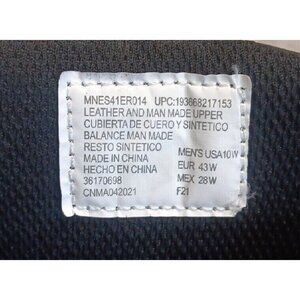 MNES41ER014 UPC:193668217153
LEATHER AND MAN MADE UPPER
CUBIERTA DE CUERO Y SINTETICO
BALANCE MAN MADE
RESTO SINTETICO
MADE IN CHINA
HECHO EN CHINA
36170698
CNMA042021
MEN'S USA10W
EUR 43W
MEX 28W
F21